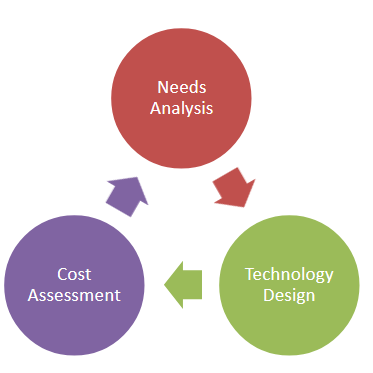 Needs
Analysis
Technology
Design
Cost
Assessment